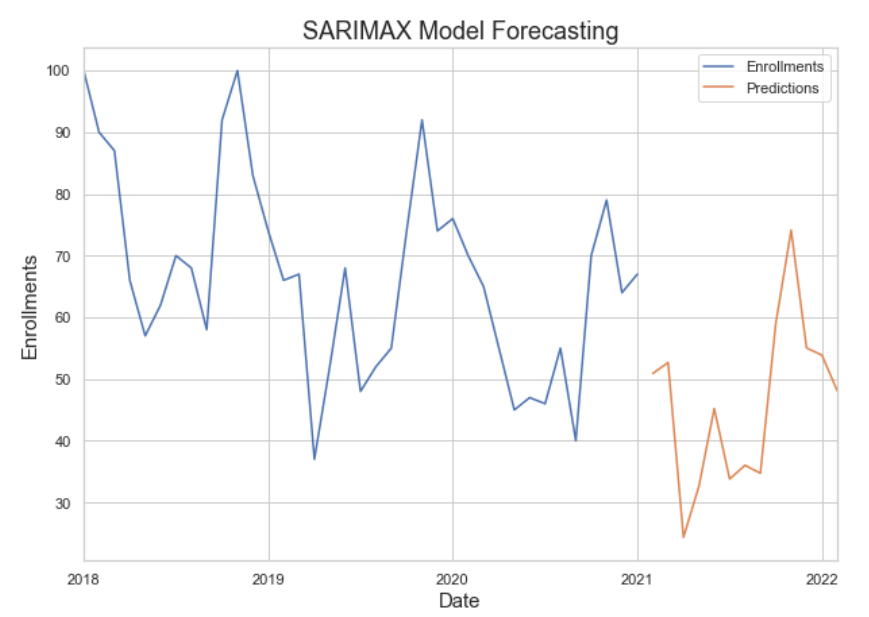 SARIMAX Model Forecasting
Enrollments
Predictions
100
90
80
70
60
50
40
30
Enrollments
2018 2019 2020 2021 2022
Date